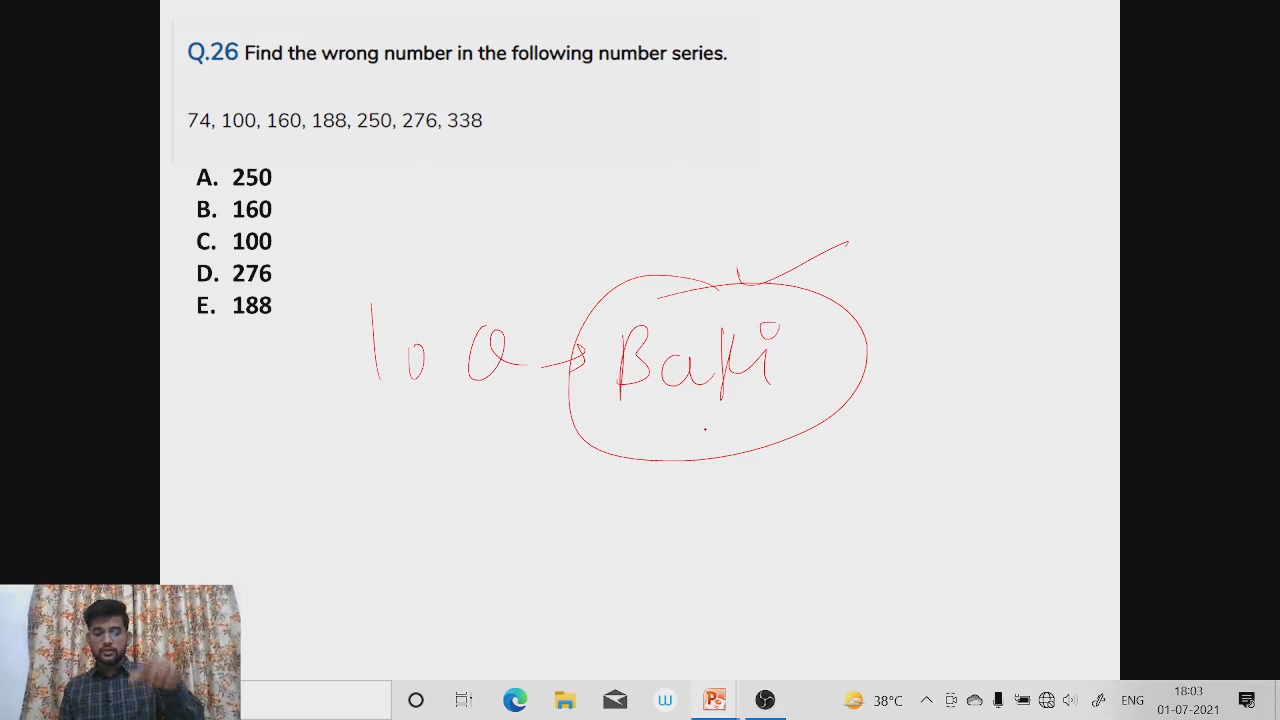 Q.26 Find the wrong number in the following number series.
74, 100, 160, 188, 250, 276, 338
A. 250
B. 160
C. 100
D. 276
E. 188
10 Q → Baki
38°C ENG 18:03
01-07-2021